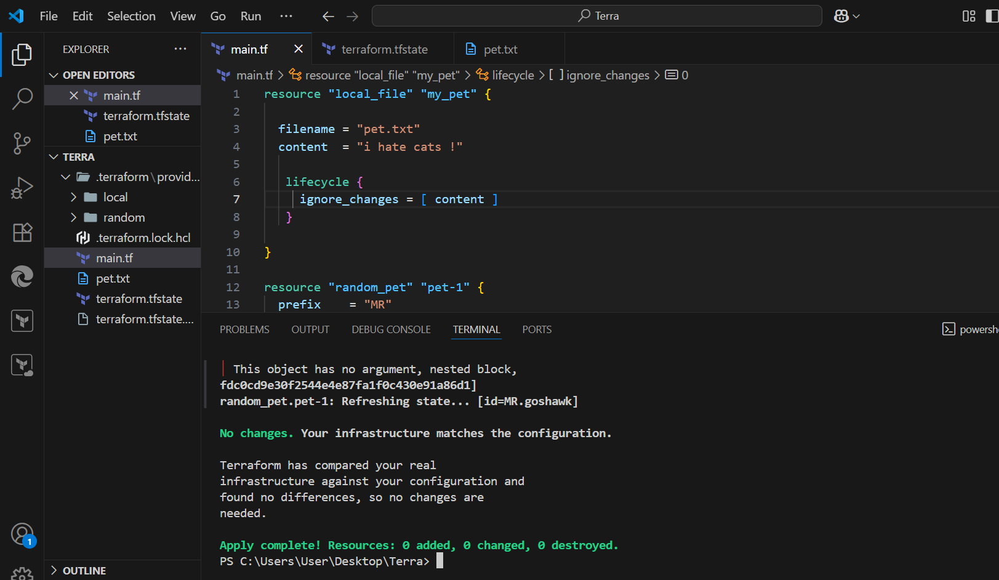 File Edit Selection View Go Run ··· Terra
EXPLORER ···
OPEN EDITORS
main.tf
terraform.tfstate
pet.txt
TERRA
.terraform\provid...
local
random
.terraform.lock.hcl
main.tf
pet.txt
terraform.tfstate
terraform.tfstate....
OUTLINE
1
main.tf terraform.tfstate pet.txt
main.tf > resource "local_file" "my_pet" > lifecycle > [ ] ignore_changes > 0
1 resource "local_file" "my_pet" {
2
3 filename = "pet.txt"
4 content = "i hate cats !"
5
6 lifecycle {
7 ignore_changes = [ content ]
8 }
9
10 }
11
12 resource "random_pet" "pet-1" {
13 prefix = "MR"
PROBLEMS OUTPUT DEBUG CONSOLE TERMINAL PORTS powersh
│ This object has no argument, nested block,
fdc0cd9e30f2544e4e87fa1f0c430e91a86d1]
random_pet.pet-1: Refreshing state... [id=MR.goshawk]
No changes. Your infrastructure matches the configuration.
Terraform has compared your real
infrastructure against your configuration and
found no differences, so no changes are
needed.
Apply complete! Resources: 0 added, 0 changed, 0 destroyed.
PS C:\Users\User\Desktop\Terra>